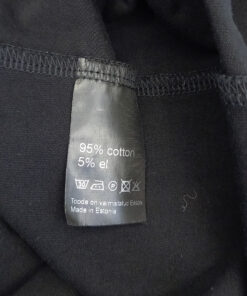 95% cotton
5% el
Toode on valmistatud Eestis
Made in Estonia